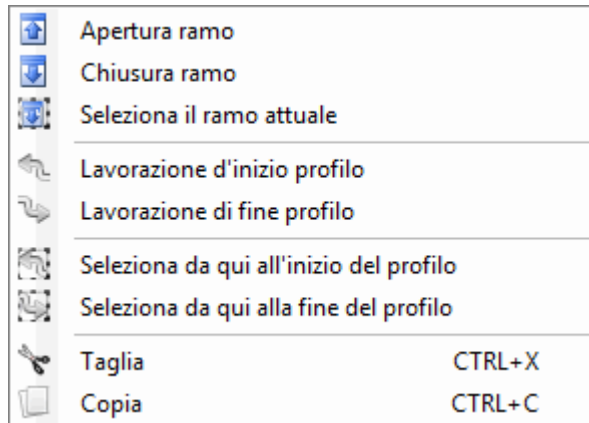 Apertura ramo
Chiusura ramo
Seleziona il ramo attuale
Lavorazione d'inizio profilo
Lavorazione di fine profilo
Seleziona da qui all'inizio del profilo
Seleziona da qui alla fine del profilo
Taglia CTRL+X
Copia CTRL+C